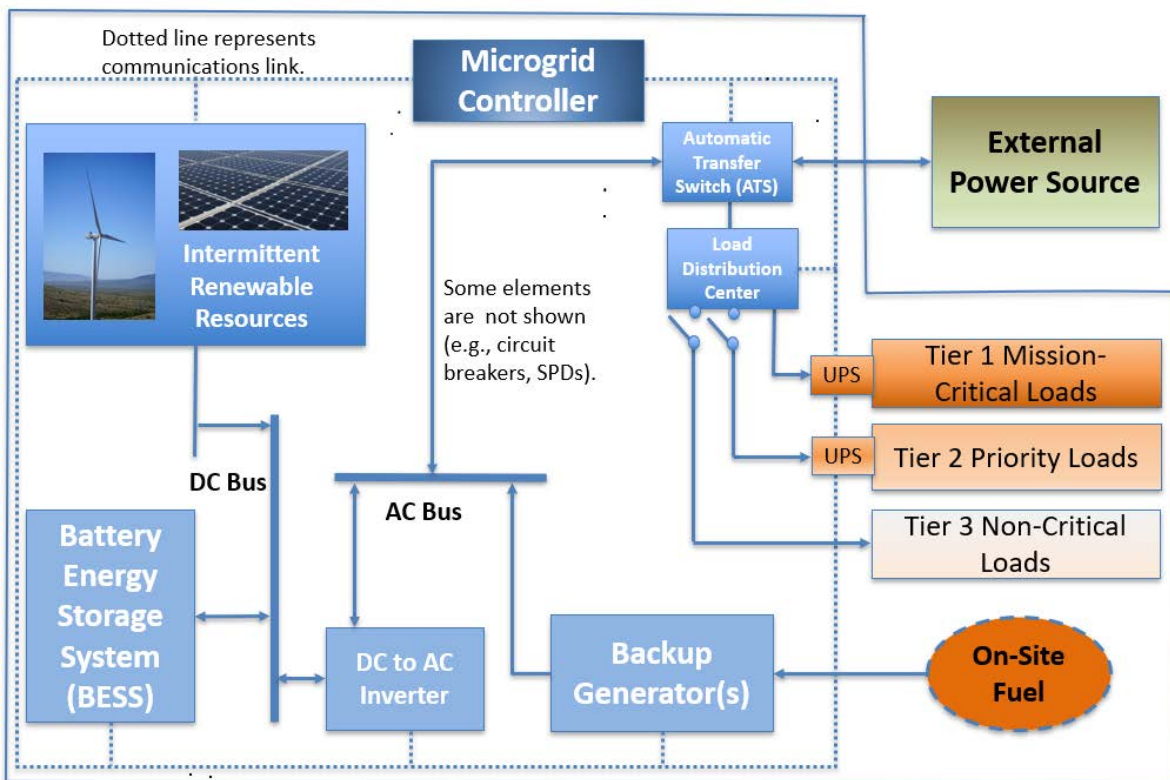 Dotted line represents
communications link.
Microgrid
Controller
Intermittent
Renewable
Resources
Automatic
Transfer
Switch (ATS)
External
Power Source
Load
Distribution
Center
Some elements
are not shown
(e.g., circuit
breakers, SPDs).
UPS
Tier 1 Mission-
Critical Loads
UPS
Tier 2 Priority Loads
Tier 3 Non-Critical
Loads
DC Bus
AC Bus
Battery
Energy
Storage
System
(BESS)
DC to AC
Inverter
Backup
Generator(s)
On-Site
Fuel